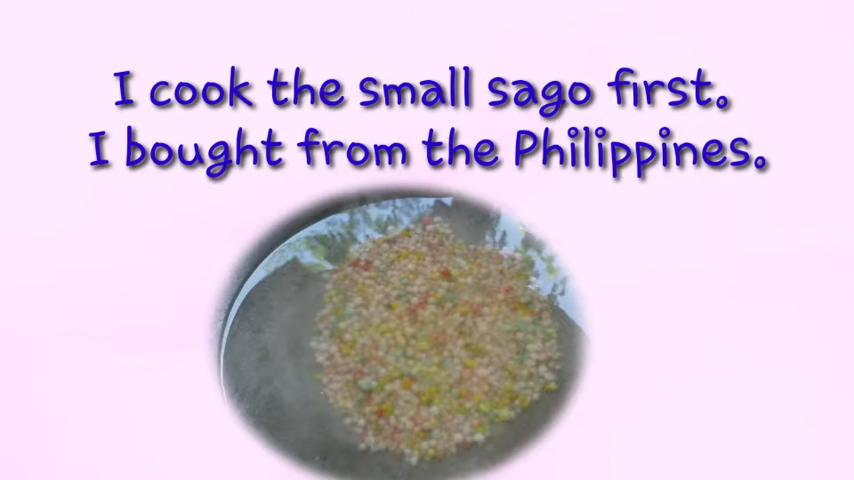 I cook the small sago first.
I bought from the Philippines.